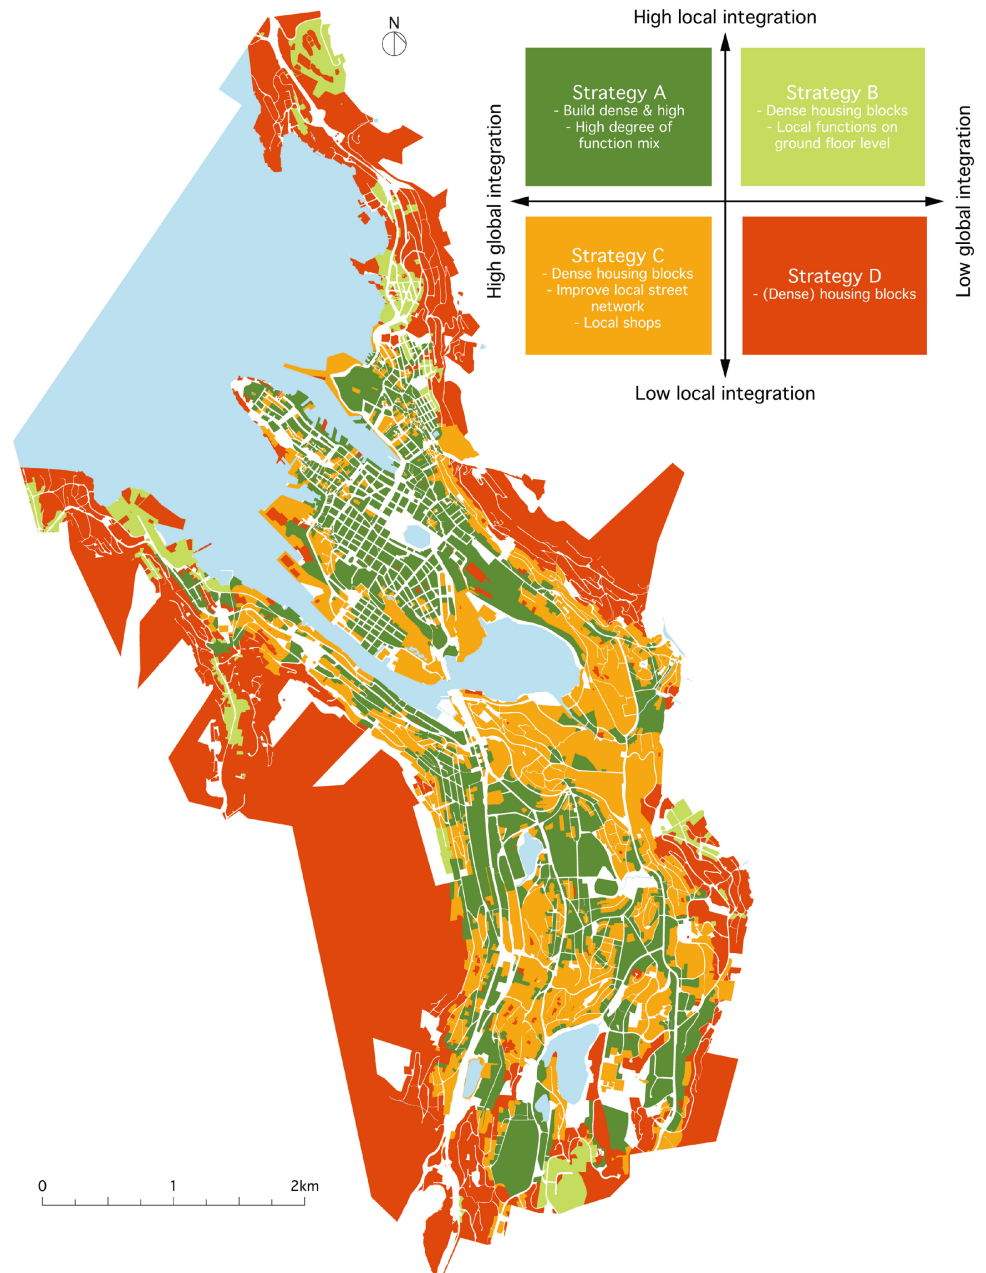 N
High local integration
High global integration
Low global integration
Strategy A
- Build dense & high
- High degree of
function mix
Strategy B
- Dense housing blocks
- Local functions on
ground floor level
Strategy C
- Dense housing blocks
- Improve local street
network
- Local shops
Strategy D
- (Dense) housing blocks
Low local integration
0 1 2km